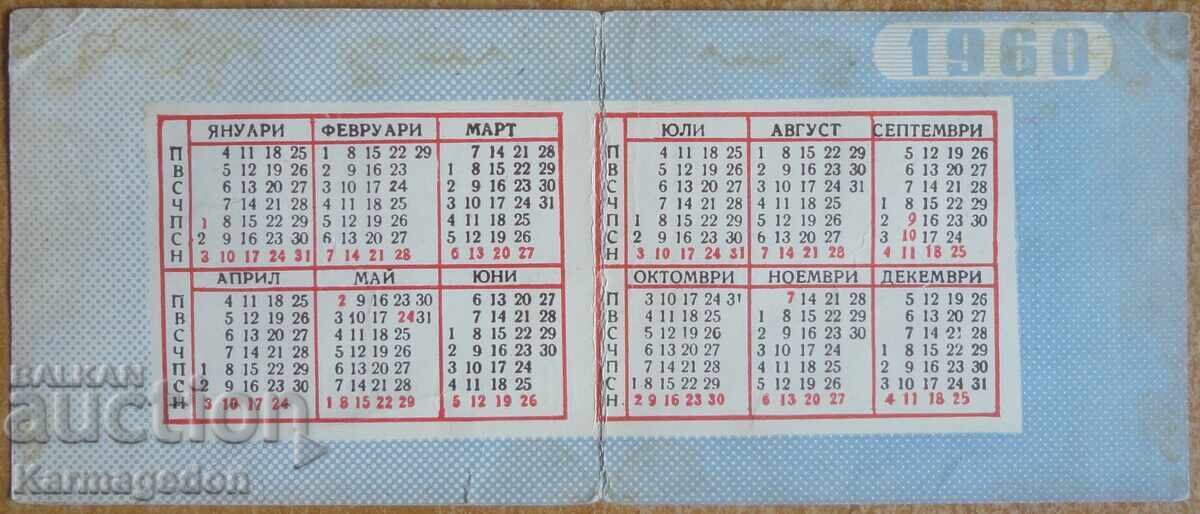 1960
ЯНУАРИ ФЕВРУАРИ МАРТ
П 4 11 18 25 1 8 15 22 29 7 14 21 28
В 5 12 19 26 2 9 16 23 1 8 15 22 29
С 6 13 20 27 3 10 17 24 2 9 16 23 30
Ч 7 14 21 28 4 11 18 25 3 10 17 24 31
П 1 8 15 22 29 5 12 19 26 4 11 18 25
С 2 9 16 23 30 6 13 20 27 5 12 19 26
Н 3 10 17 24 31 7 14 21 28 6 13 20 27
АПРИЛ МАЙ ЮНИ
П 4 11 18 25 2 9 16 23 30 6 13 20 27
В 5 12 19 26 3 10 17 24 31 7 14 21 28
С 6 13 20 27 4 11 18 25 1 8 15 22 29
Ч 7 14 21 28 5 12 19 26 2 9 16 23 30
П 1 8 15 22 29 6 13 20 27 3 10 17 24
С 2 9 16 23 30 7 14 21 28 4 11 18 25
Н 3 10 17 24 1 8 15 22 29 5 12 19 26
ЮЛИ АВГУСТ СЕПТЕМВРИ
П 4 11 18 25 1 8 15 22 29 5 12 19 26
В 5 12 19 26 2 9 16 23 30 6 13 20 27
С 6 13 20 27 3 10 17 24 31 7 14 21 28
Ч 7 14 21 28 4 11 18 25 1 8 15 22 29
П 1 8 15 22 29 5 12 19 26 2 9 16 23 30
С 2 9 16 23 30 6 13 20 27 3 10 17 24
Н 3 10 17 24 31 7 14 21 28 4 11 18 25
ОКТОМВРИ НОЕМВРИ ДЕКЕМВРИ
П 3 10 17 24 31 7 14 21 28 5 12 19 26
В 4 11 18 25 1 8 15 22 29 6 13 20 27
С 5 12 19 26 2 9 16 23 30 7 14 21 28
Ч 6 13 20 27 3 10 17 24 1 8 15 22 29
П 7 14 21 28 4 11 18 25 2 9 16 23 30
С 1 8 15 22 29 5 12 19 26 3 10 17 24 31
Н 2 9 16 23 30 6 13 20 27 4 11 18 25
BALKAN
auction
Karmagedon